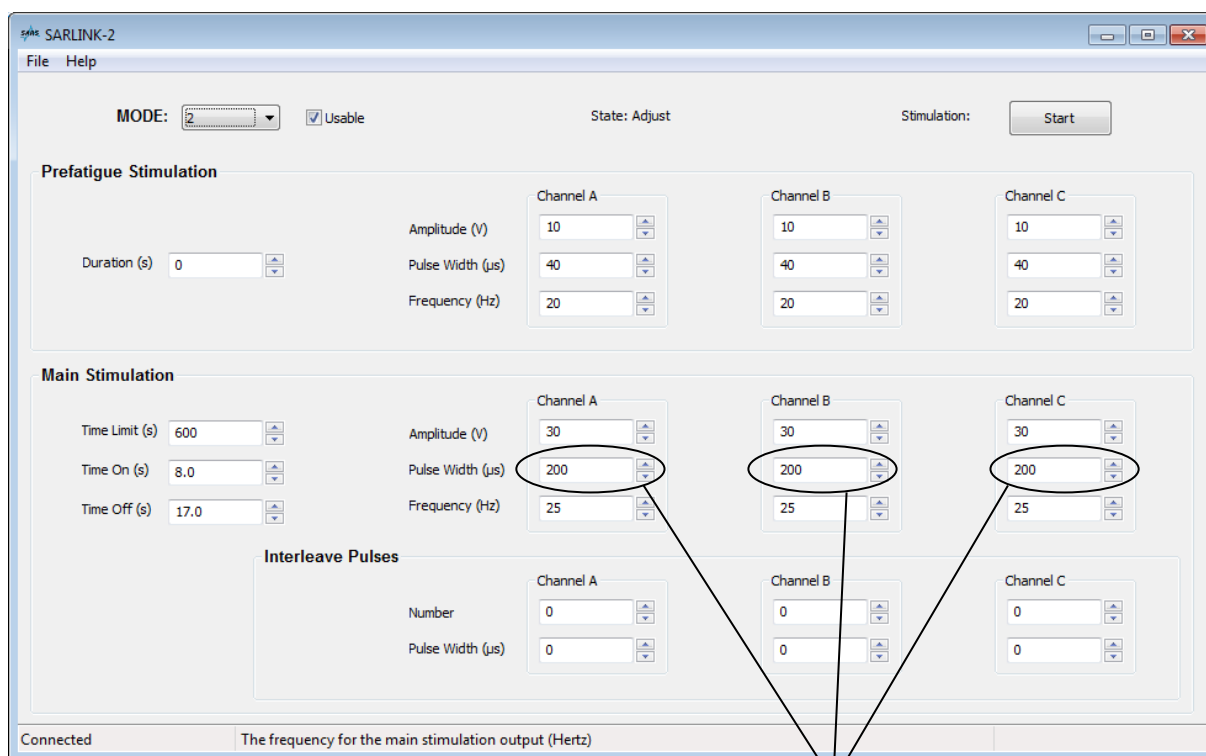 SARS SARLINK-2
File Help
MODE: 2 Usable State: Adjust Stimulation: Start
Prefatigue Stimulation
Channel A Channel B Channel C
Amplitude (V) 10 10 10
Duration (s) 0 Pulse Width (µs) 40 40 40
Frequency (Hz) 20 20 20
Main Stimulation
Channel A Channel B Channel C
Time Limit (s) 600 Amplitude (V) 30 30 30
Time On (s) 8.0 Pulse Width (µs) 200 200 200
Time Off (s) 17.0 Frequency (Hz) 25 25 25
Interleave Pulses
Channel A Channel B Channel C
Number 0 0 0
Pulse Width (µs) 0 0 0
Connected The frequency for the main stimulation output (Hertz)